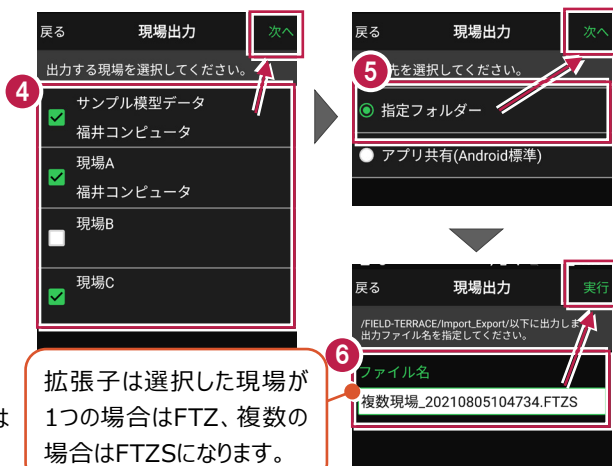 戻る 現場出力 次へ
出力する現場を選択してください。
4
サンプル模型データ
福井コンピュータ
現場A
福井コンピュータ
現場B
現場C
戻る 現場出力 次へ
5
先を選択してください。
指定フォルダー
アプリ共有(Android標準)
戻る 現場出力 実行
/FIELD-TERRACE/Import_Export/以下に出力しま
出力ファイル名を指定してください。
6
ファイル名
複数現場_20210805104734.FTZS
は
拡張子は選択した現場が
1つの場合はFTZ、複数の
場合はFTZSになります。